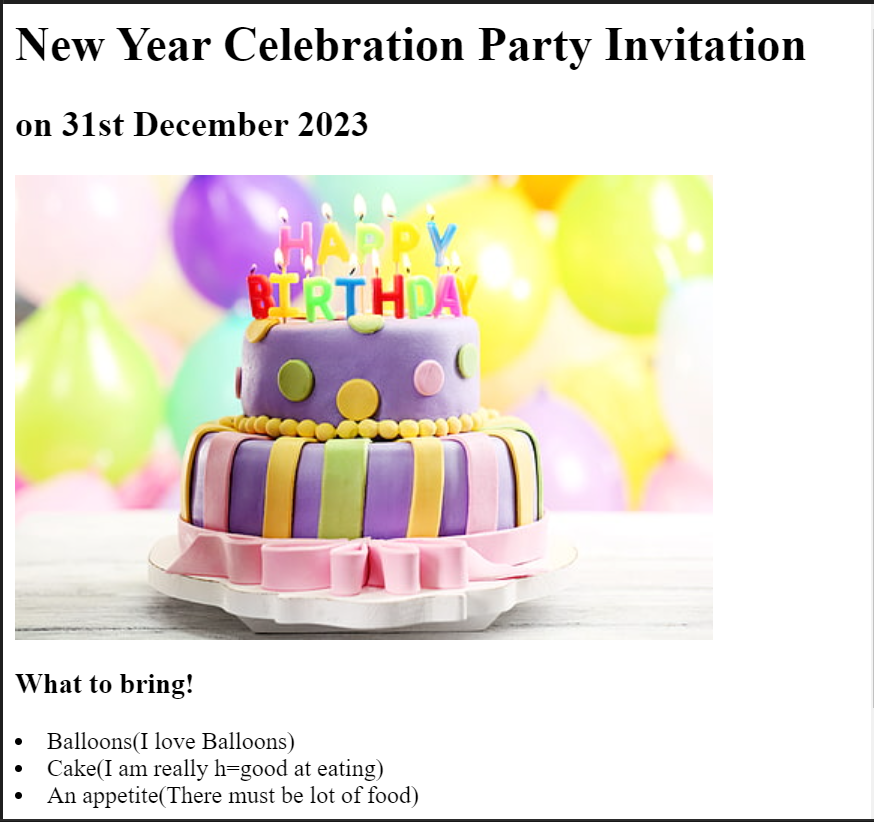 New Year Celebration Party Invitation
on 31st December 2023
HAPPY
BIRTHDAY
What to bring!
Balloons(I love Balloons)
Cake(I am really h=good at eating)
An appetite(There must be lot of food)